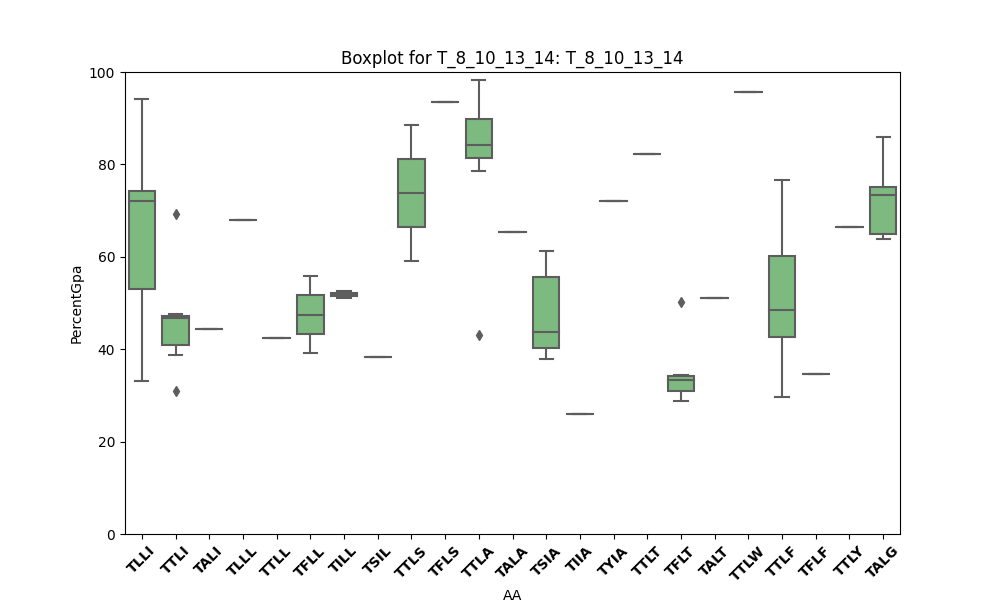 Boxplot for T_8_10_13_14: T_8_10_13_14
100
80
60
40
20
0
PercentGpa
TLLI TTLI TALI TLLL TTLL TFLL TILL TSIL TTLS TFLS TTLA TALA TSIA TIIA TYIA TTLT TFLT TALT TTLW TTLF TFLF TTLY TALG
AA